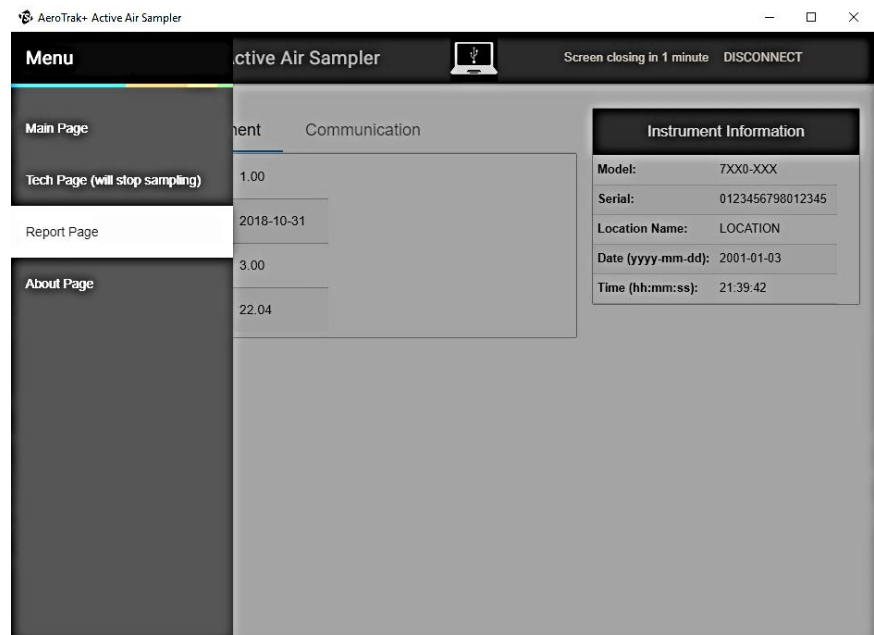 AeroTrak+ Active Air Sampler
Menu
ctive Air Sampler
Screen closing in 1 minute DISCONNECT
Main Page
Tech Page (will stop sampling)
Report Page
About Page
ent Communication
1.00
2018-10-31
3.00
22.04
Instrument Information
Model: 7XX0-XXX
Serial: 0123456798012345
Location Name: LOCATION
Date (yyyy-mm-dd): 2001-01-03
Time (hh:mm:ss): 21:39:42